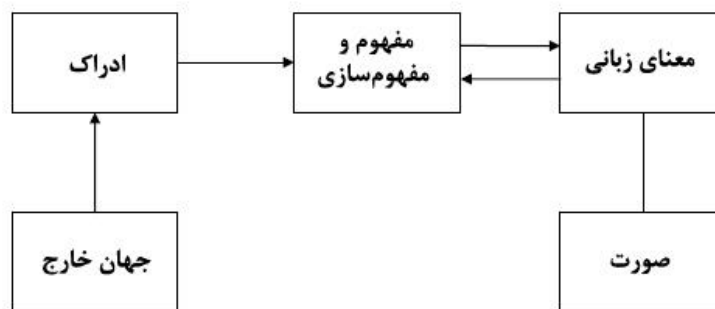 معنای زبانی
مفهوم و
مفهوم‌سازی
ادراک
صورت
جهان خارج